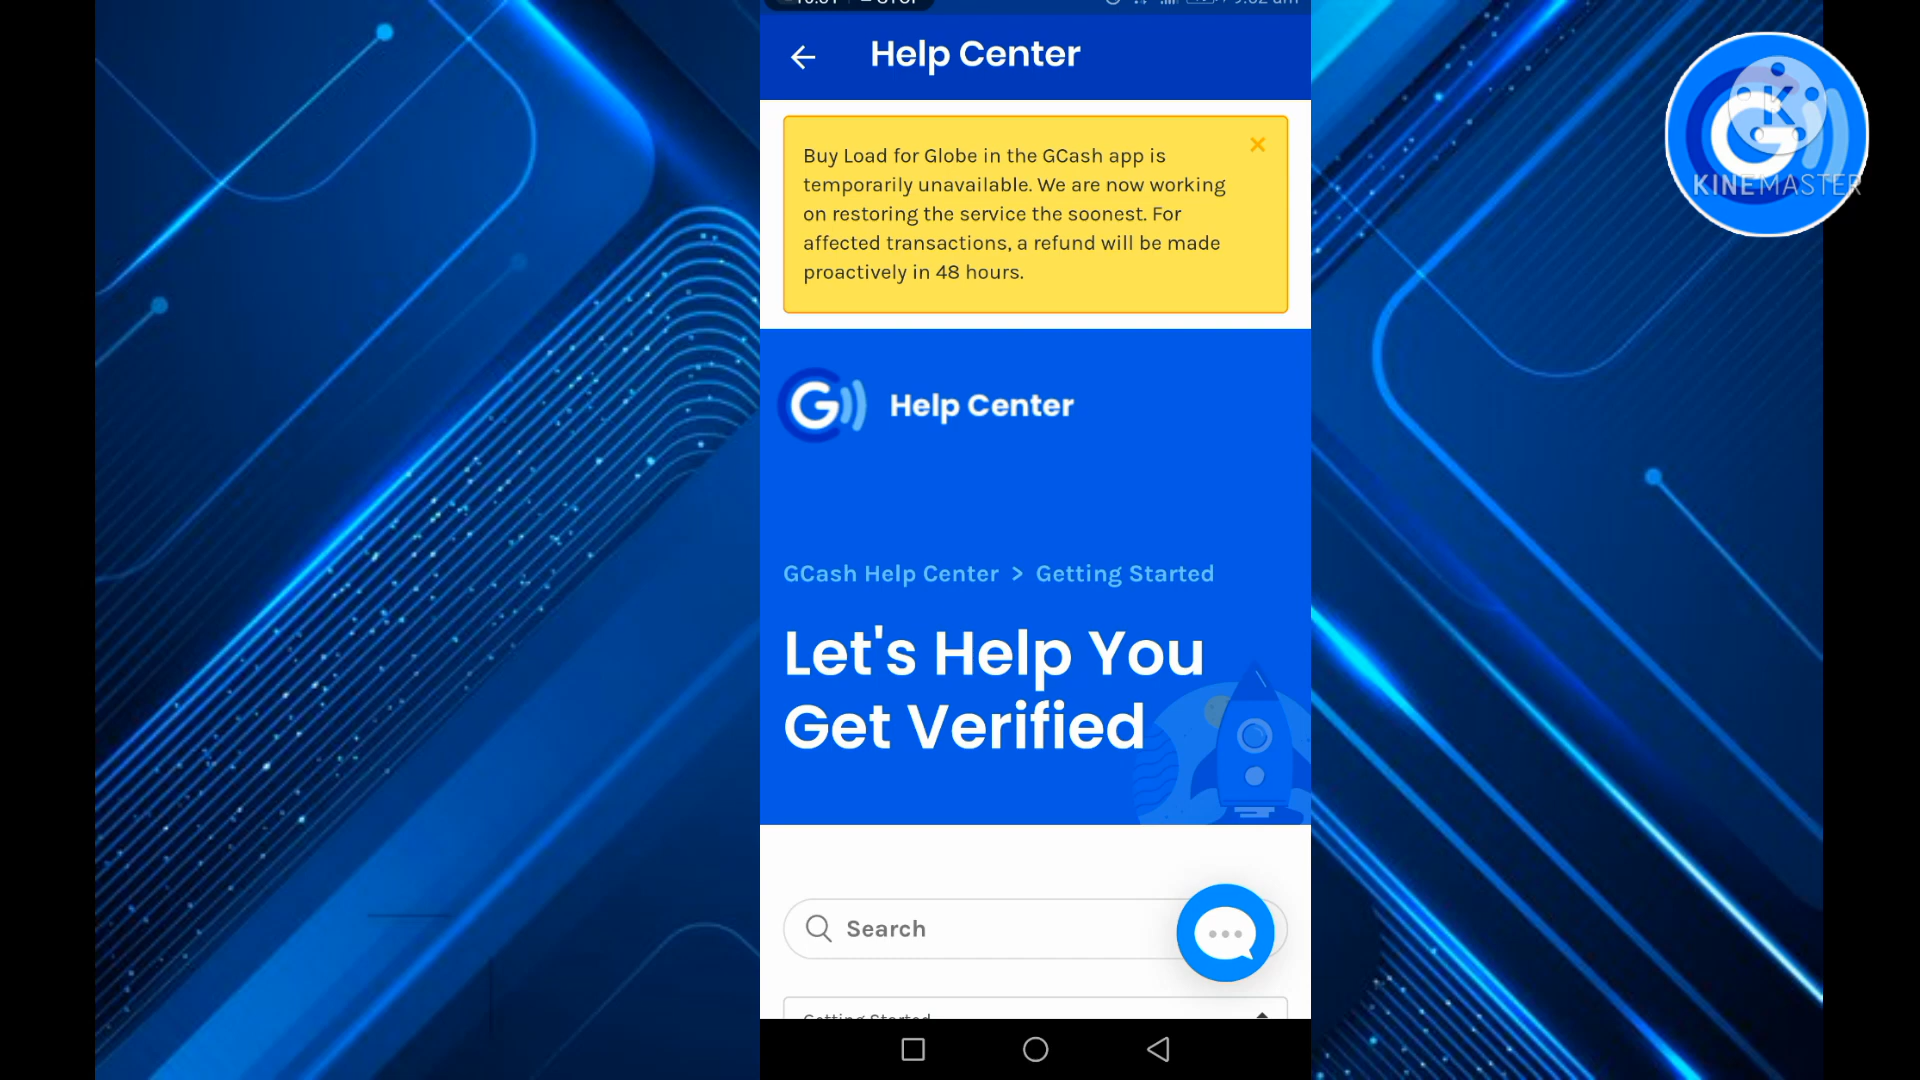 Help Center
Buy Load for Globe in the GCash app is
temporarily unavailable. We are now working
on restoring the service the soonest. For
affected transactions, a refund will be made
proactively in 48 hours.
G
Help Center
GCash Help Center > Getting Started
Let's Help You
Get Verified
Search
Getting Started
K
KINEMASTER